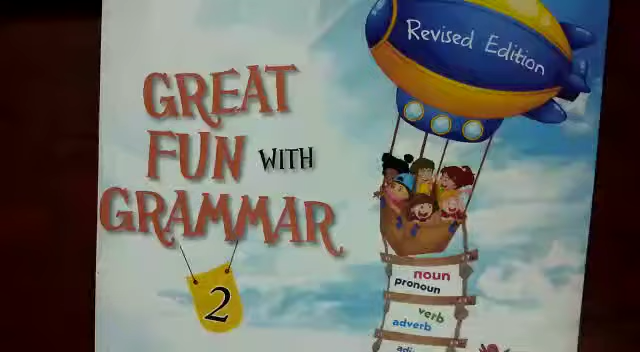 Revised Edition
GREAT
FUN WITH
GRAMMAR
2
noun
pronoun
verb
adverb